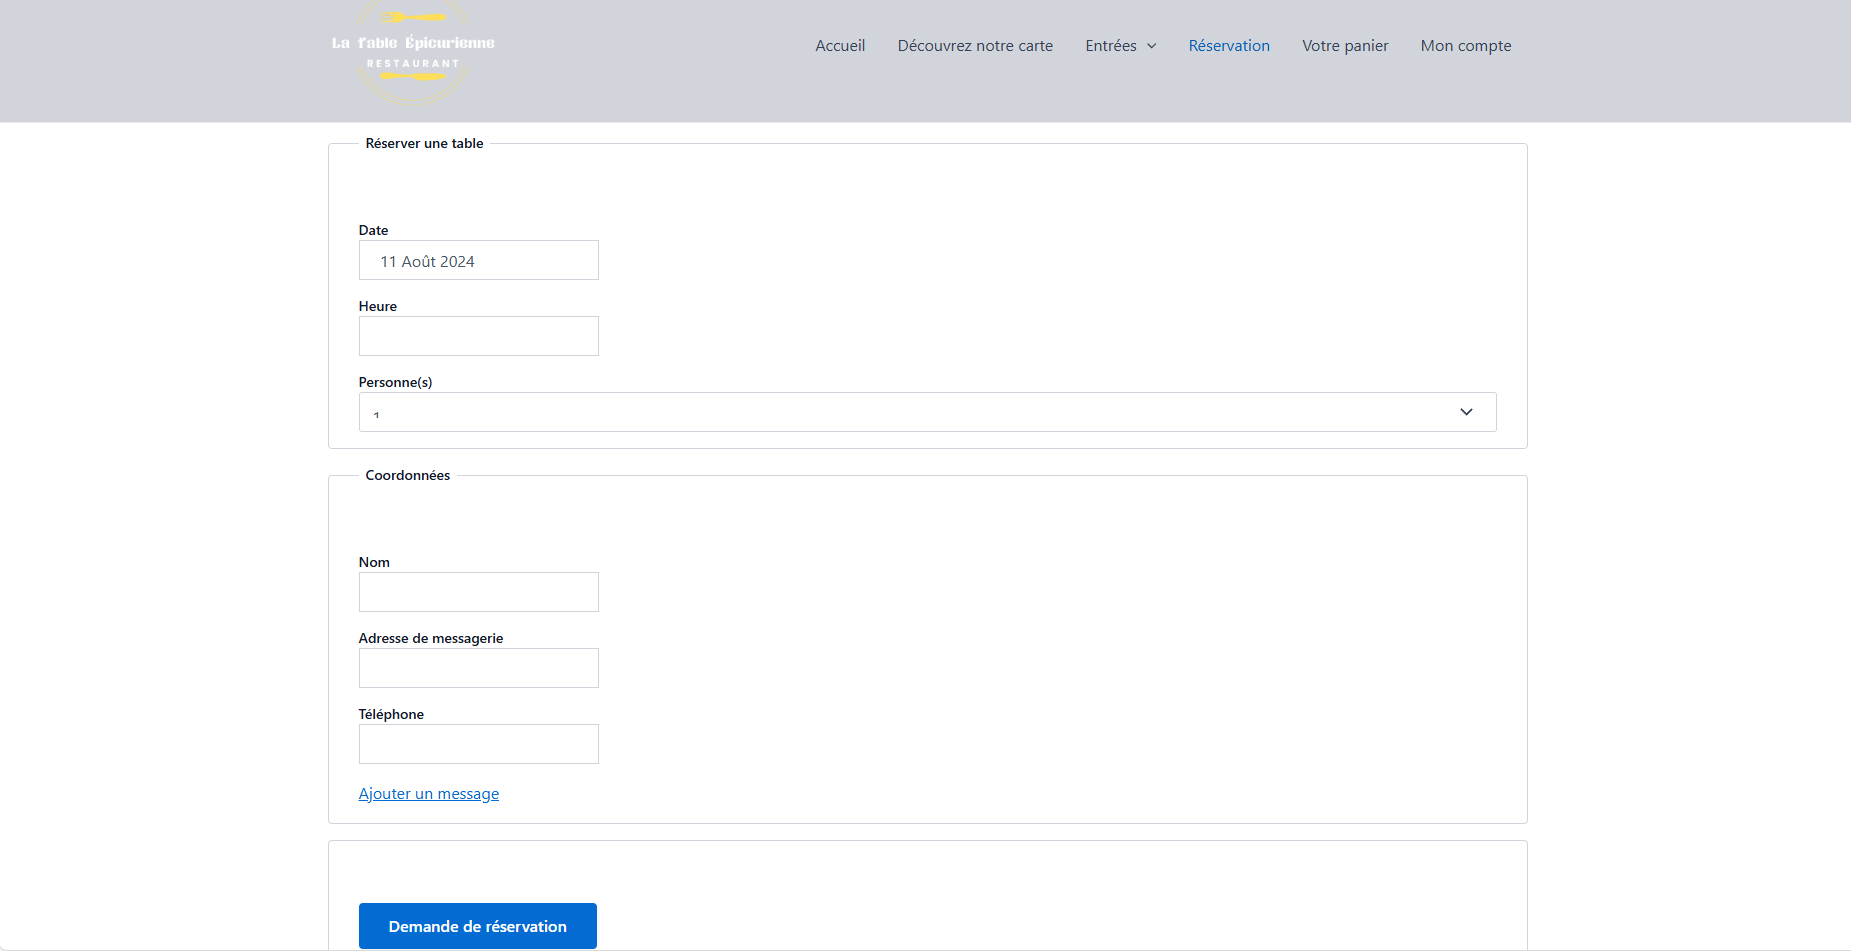 La Table Épicurienne
RESTAURANT
Accueil
Découvrez notre carte
Entrées
Réservation
Votre panier
Mon compte
Réserver une table
Date
11 Août 2024
Heure
Personne(s)
1
Coordonnées
Nom
Adresse de messagerie
Téléphone
Ajouter un message
Demande de réservation